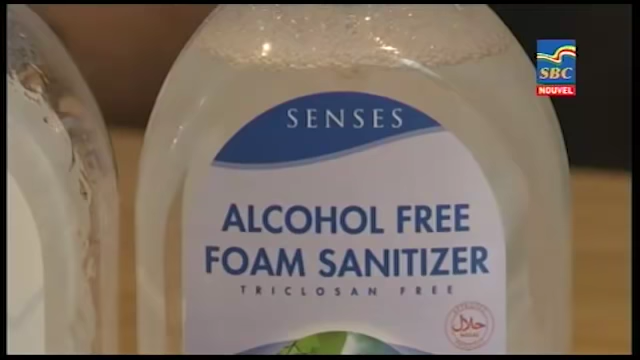 SBC
NOUVEL
SENSES
ALCOHOL FREE
FOAM SANITIZER
TRICLOSAN FREE
حلال